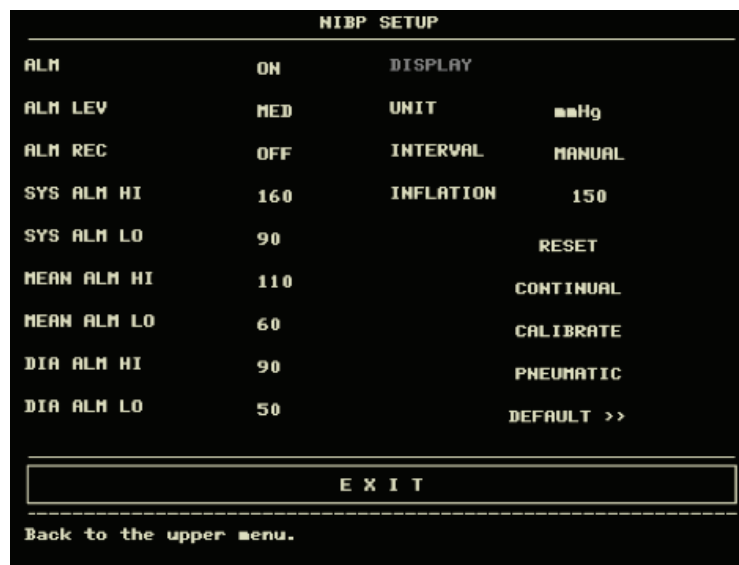 NIBP SETUP
ALM ON DISPLAY
ALM LEV MED UNIT mmHg
ALM REC OFF INTERVAL MANUAL
SYS ALM HI 160 INFLATION 150
SYS ALM LO 90 RESET
MEAN ALM HI 110 CONTINUAL
MEAN ALM LO 60 CALIBRATE
DIA ALM HI 90 PNEUMATIC
DIA ALM LO 50 DEFAULT >>
E X I T
Back to the upper menu.